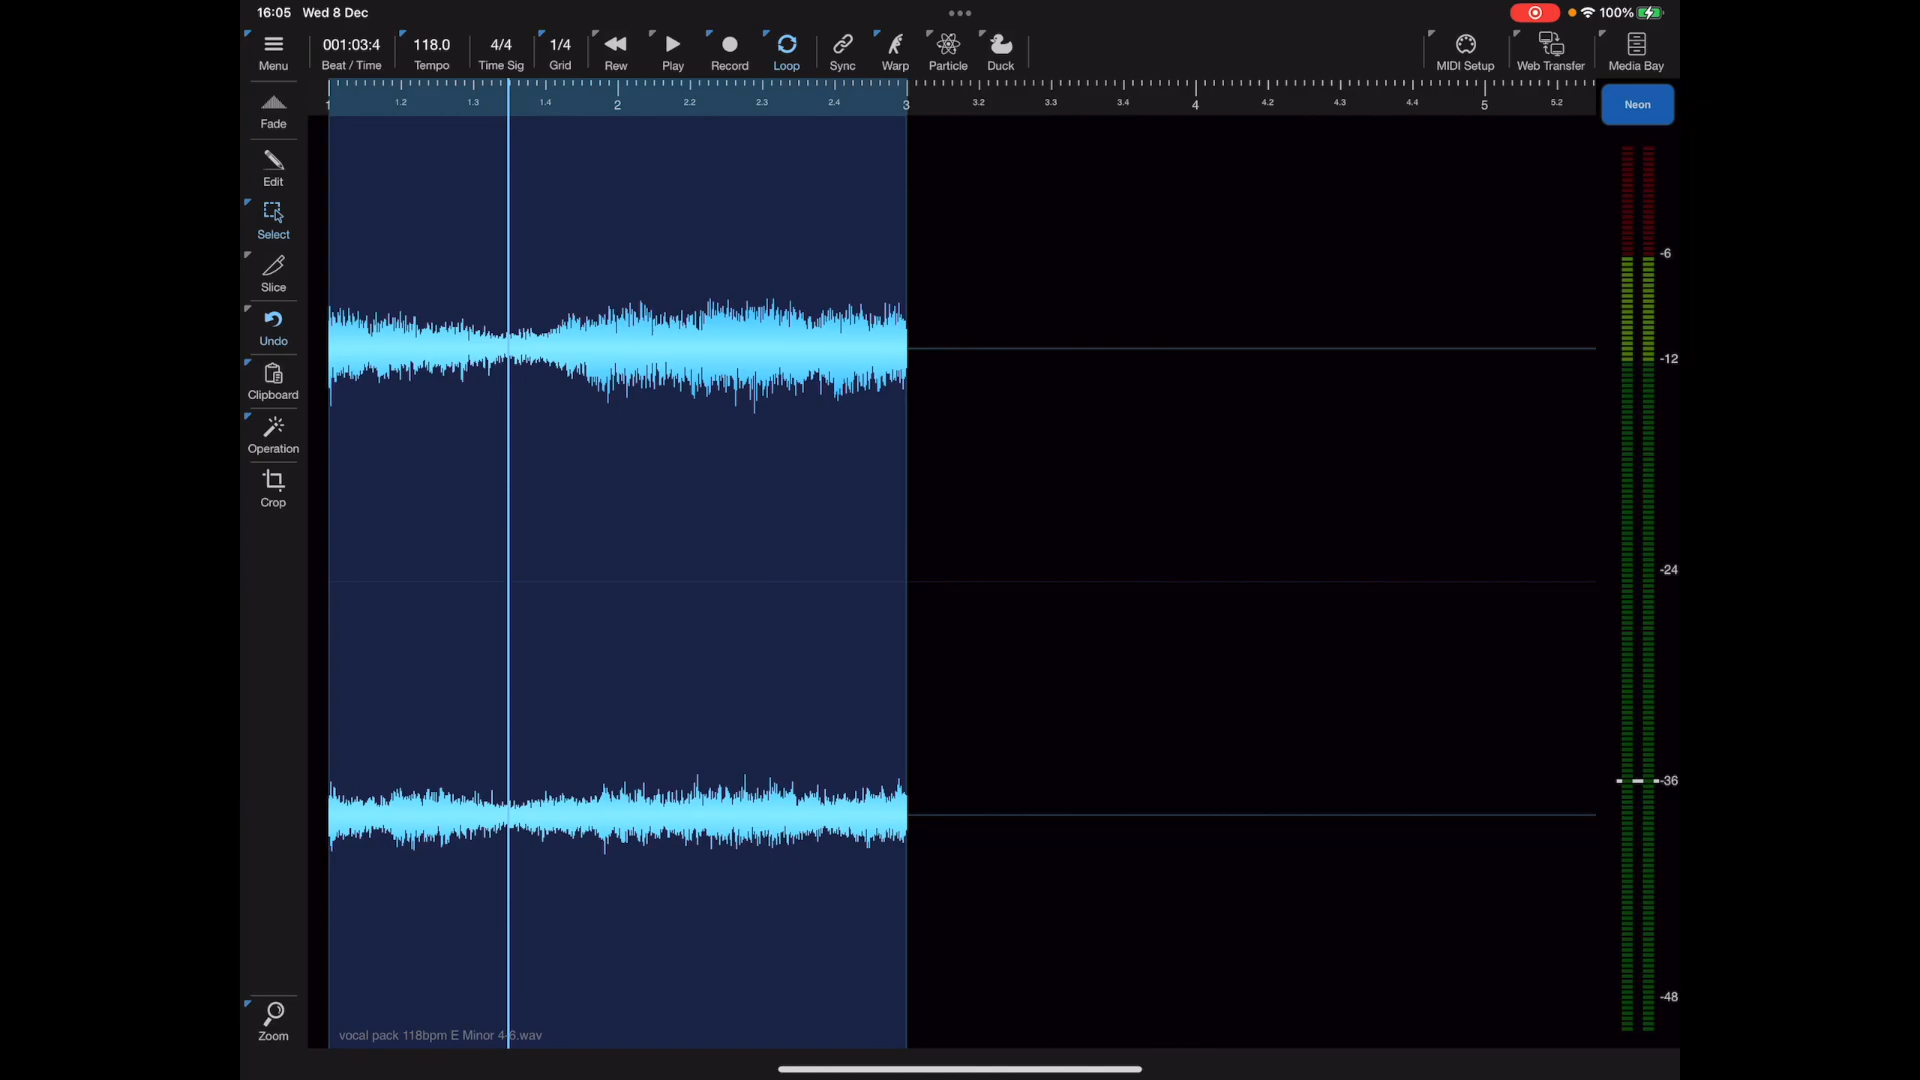 16:05 Wed 8 Dec
100%
001:03:4 118.0 4/4 1/4
Menu Beat / Time Tempo Time Sig Grid Rew Play Record Loop Sync Warp Particle Duck MIDI Setup Web Transfer Media Bay
1 1.2 1.3 1.4 2 2.2 2.3 2.4 3 3.2 3.3 3.4 4 4.2 4.3 4.4 5 5.2
Neon
Fade
Edit
Select
Slice
Undo
Clipboard
Operation
Crop
Zoom
-6
-12
-24
-36
-48
vocal pack 118bpm E Minor 4-6.wav